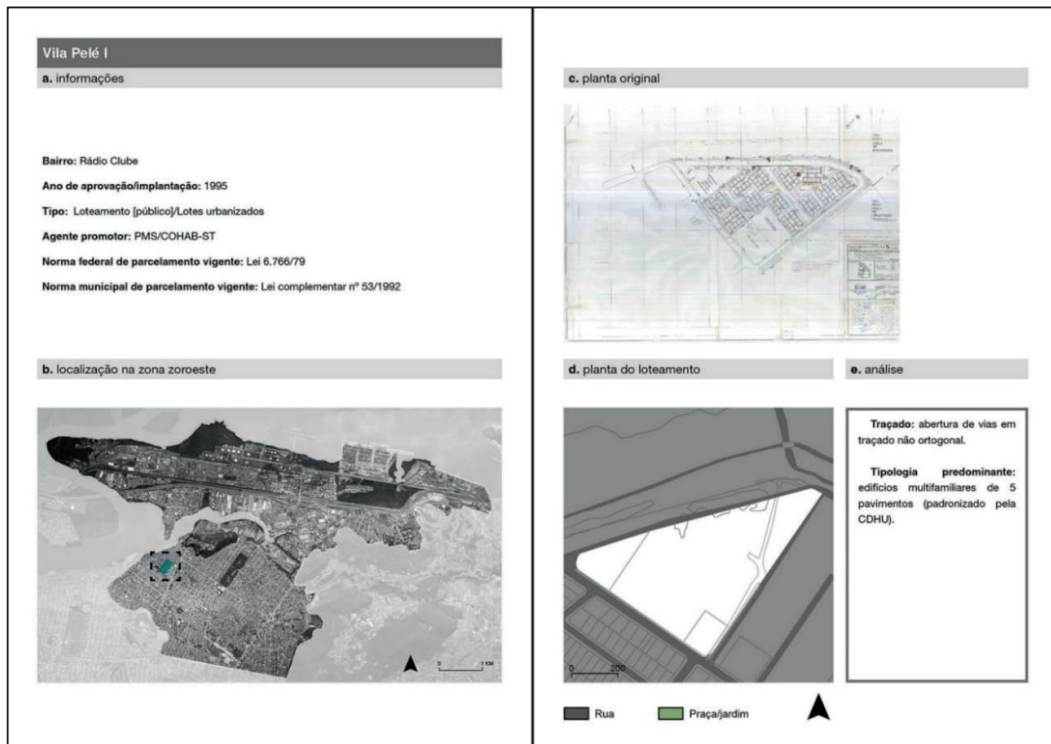 Vila Pelé I
a. informações
Bairro: Rádio Clube
Ano de aprovação/implantação: 1995
Tipo: Loteamento [público]/Lotes urbanizados
Agente promotor: PMS/COHAB-ST
Norma federal de parcelamento vigente: Lei 6.766/79
Norma municipal de parcelamento vigente: Lei complementar nº 53/1992
b. localização na zona zoroeste
0 1 KM
c. planta original
d. planta do loteamento
0 200
Rua
Praça/jardim
e. análise
Traçado: abertura de vias em
traçado não ortogonal.
Tipologia predominante:
edifícios multifamiliares de 5
pavimentos (padronizado pela
CDHU).